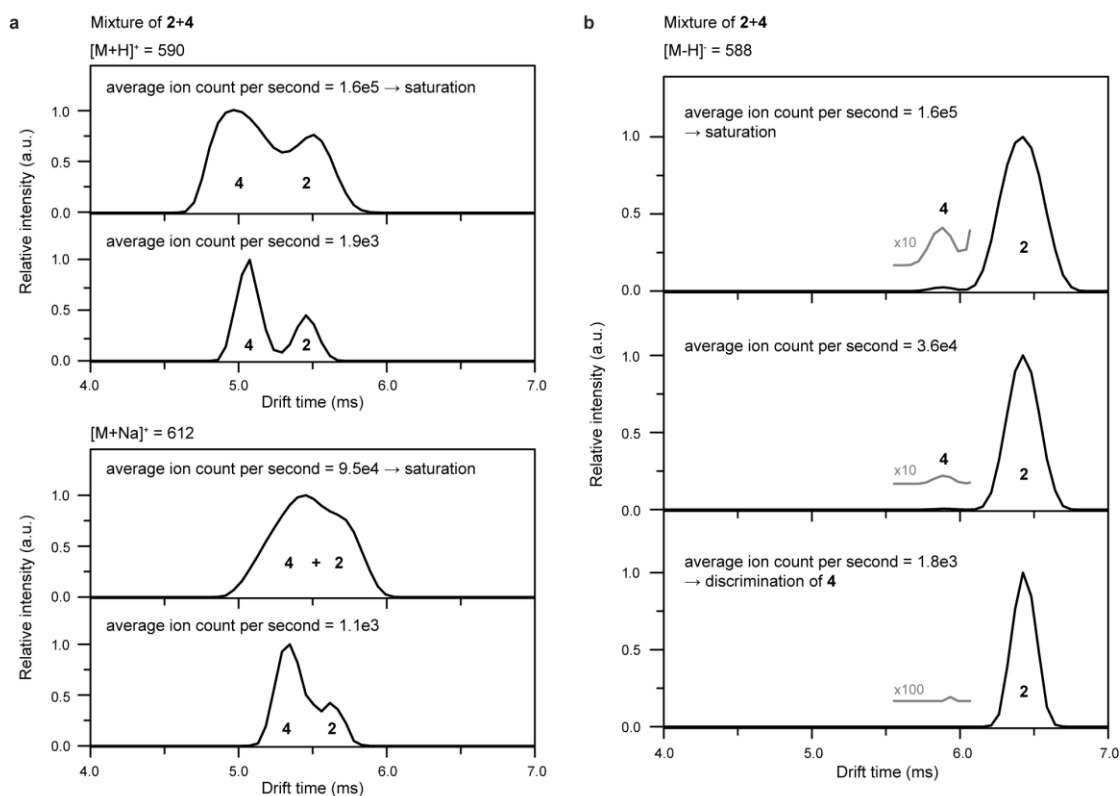 a
Mixture of 2+4
[M+H]⁺ = 590
average ion count per second = 1.6e5 → saturation
1.0
0.5
0.0
4
2
average ion count per second = 1.9e3
1.0
0.5
0.0
4
2
4.0 5.0 6.0 7.0
Drift time (ms)
Relative intensity (a.u.)
[M+Na]⁺ = 612
average ion count per second = 9.5e4 → saturation
1.0
0.5
0.0
4 + 2
average ion count per second = 1.1e3
1.0
0.5
0.0
4
2
4.0 5.0 6.0 7.0
Drift time (ms)
Relative intensity (a.u.)
b
Mixture of 2+4
[M-H]⁻ = 588
average ion count per second = 1.6e5
→ saturation
1.0
0.5
0.0
4
x10
2
average ion count per second = 3.6e4
1.0
0.5
0.0
4
x10
2
average ion count per second = 1.8e3
→ discrimination of 4
1.0
0.5
0.0
x100
2
4.0 5.0 6.0 7.0
Drift time (ms)
Relative intensity (a.u.)